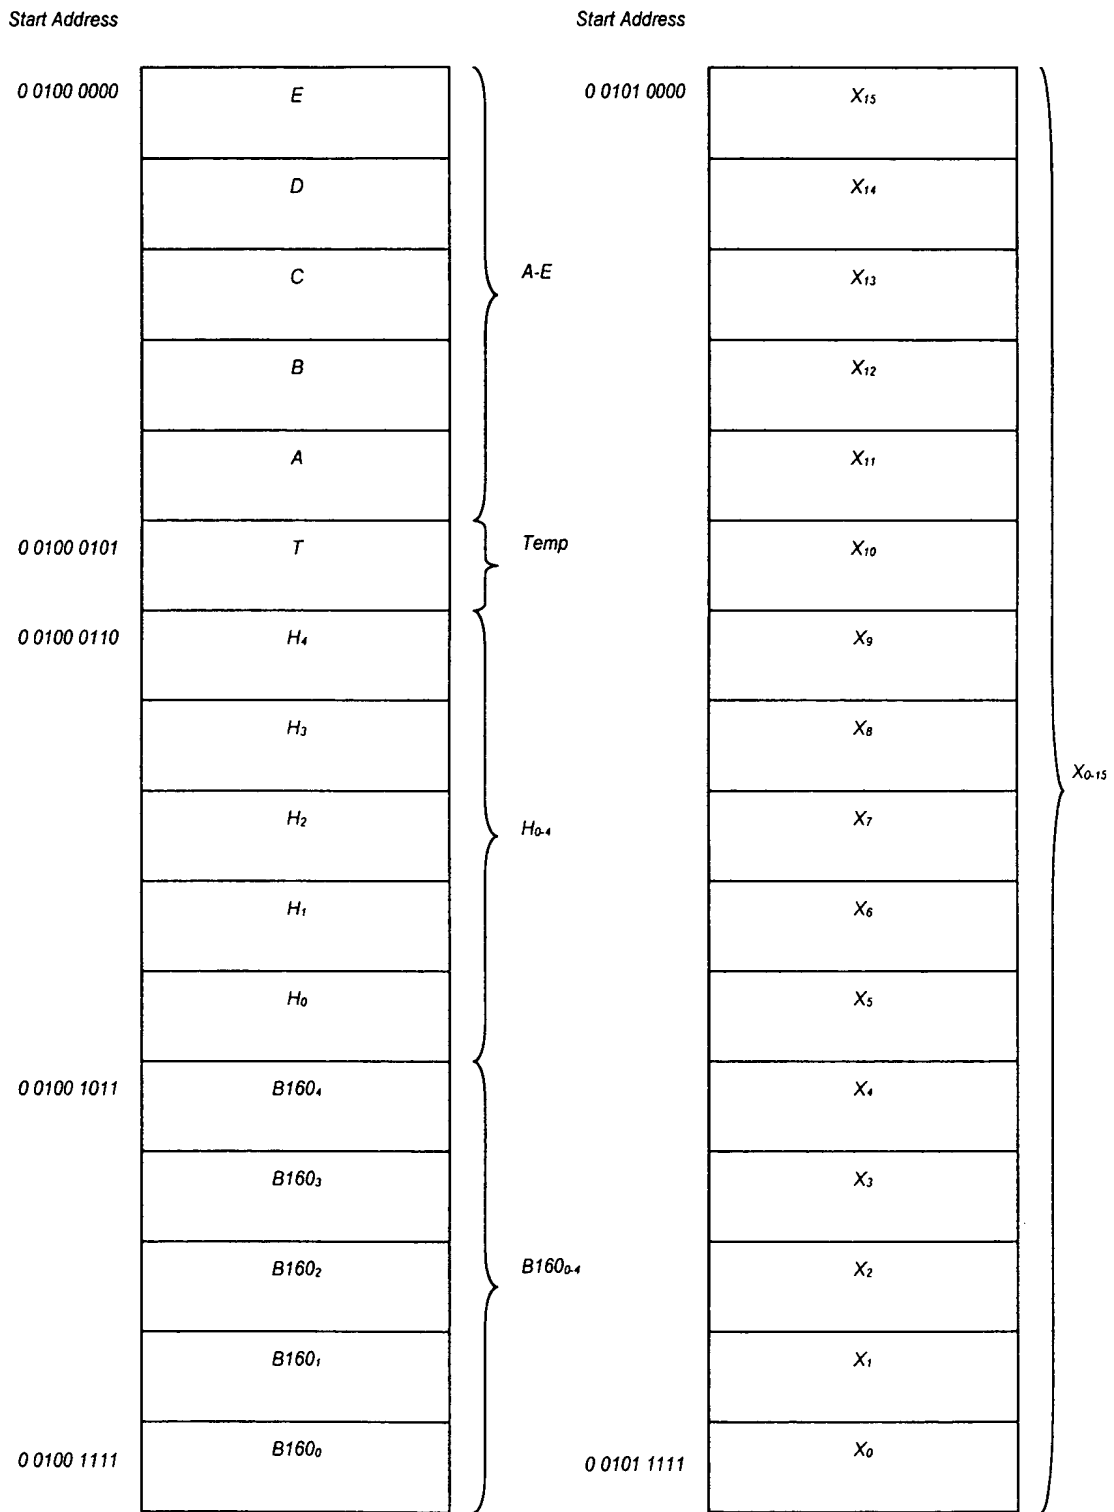 Start Address
0 0100 0000
E
D
C
B
A
A-E
0 0100 0101
T
Temp
0 0100 0110
H₄
H₃
H₂
H₁
H₀
H₀₋₄
0 0100 1011
B160₄
B160₃
B160₂
B160₁
0 0100 1111
B160₀
B160₀₋₄
Start Address
0 0101 0000
X₁₅
X₁₄
X₁₃
X₁₂
X₁₁
X₁₀
X₉
X₈
X₇
X₆
X₅
X₄
X₃
X₂
X₁
0 0101 1111
X₀
X₀₋₁₅